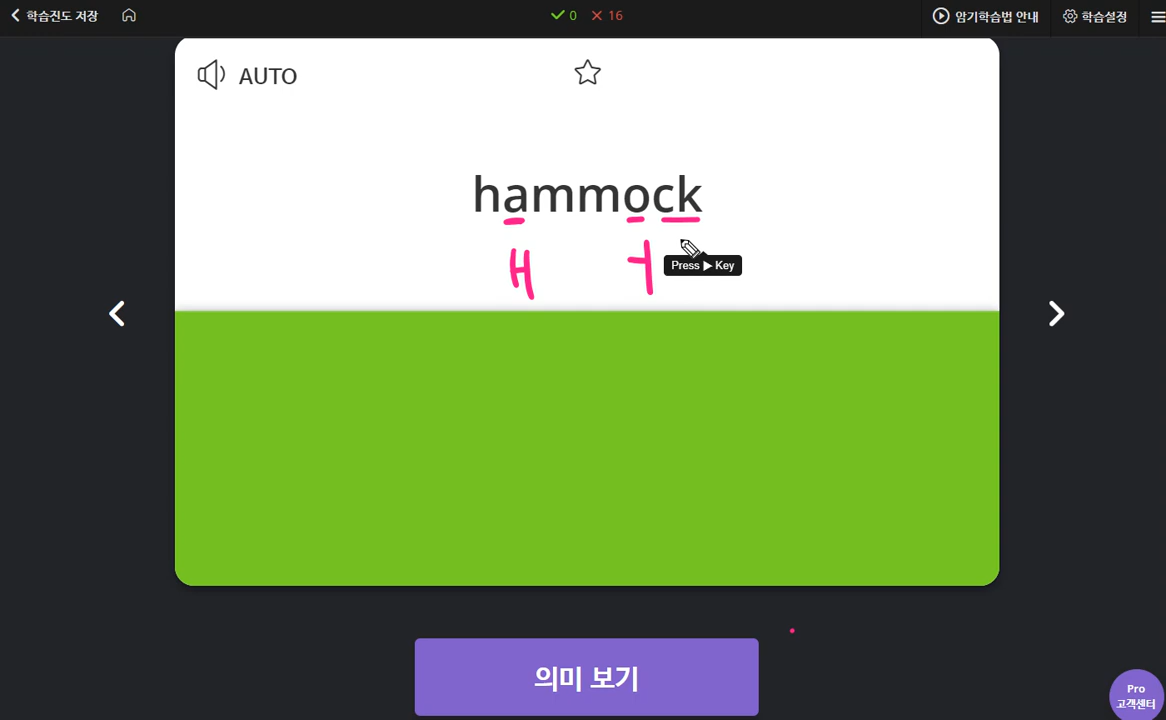 학습진도 저장
0 16
암기학습법 안내
학습설정
AUTO
hammock
ㅐ ㅓ
Press ▶ Key
의미 보기
Pro
고객센터